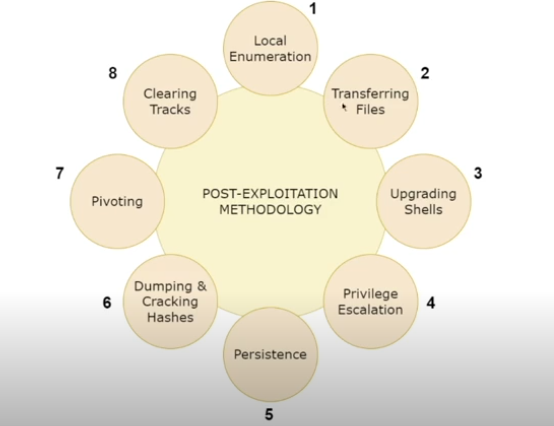 1
Local
Enumeration
2
Transferring
Files
3
Upgrading
Shells
4
Privilege
Escalation
5
Persistence
6
Dumping &
Cracking
Hashes
7
Pivoting
8
Clearing
Tracks
POST-EXPLOITATION
METHODOLOGY